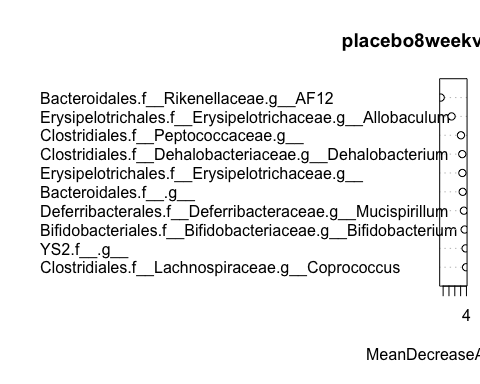 placebo8weekv
Bacteroidales.f__Rikenellaceae.g__AF12
Erysipelotrichales.f__Erysipelotrichaceae.g__Allobaculum
Clostridiales.f__Peptococcaceae.g__
Clostridiales.f__Dehalobacteriaceae.g__Dehalobacterium
Erysipelotrichales.f__Erysipelotrichaceae.g__
Bacteroidales.f__.g__
Deferribacterales.f__Deferribacteraceae.g__Mucispirillum
Bifidobacteriales.f__Bifidobacteriaceae.g__Bifidobacterium
YS2.f__.g__
Clostridiales.f__Lachnospiraceae.g__Coprococcus
4
MeanDecreaseA